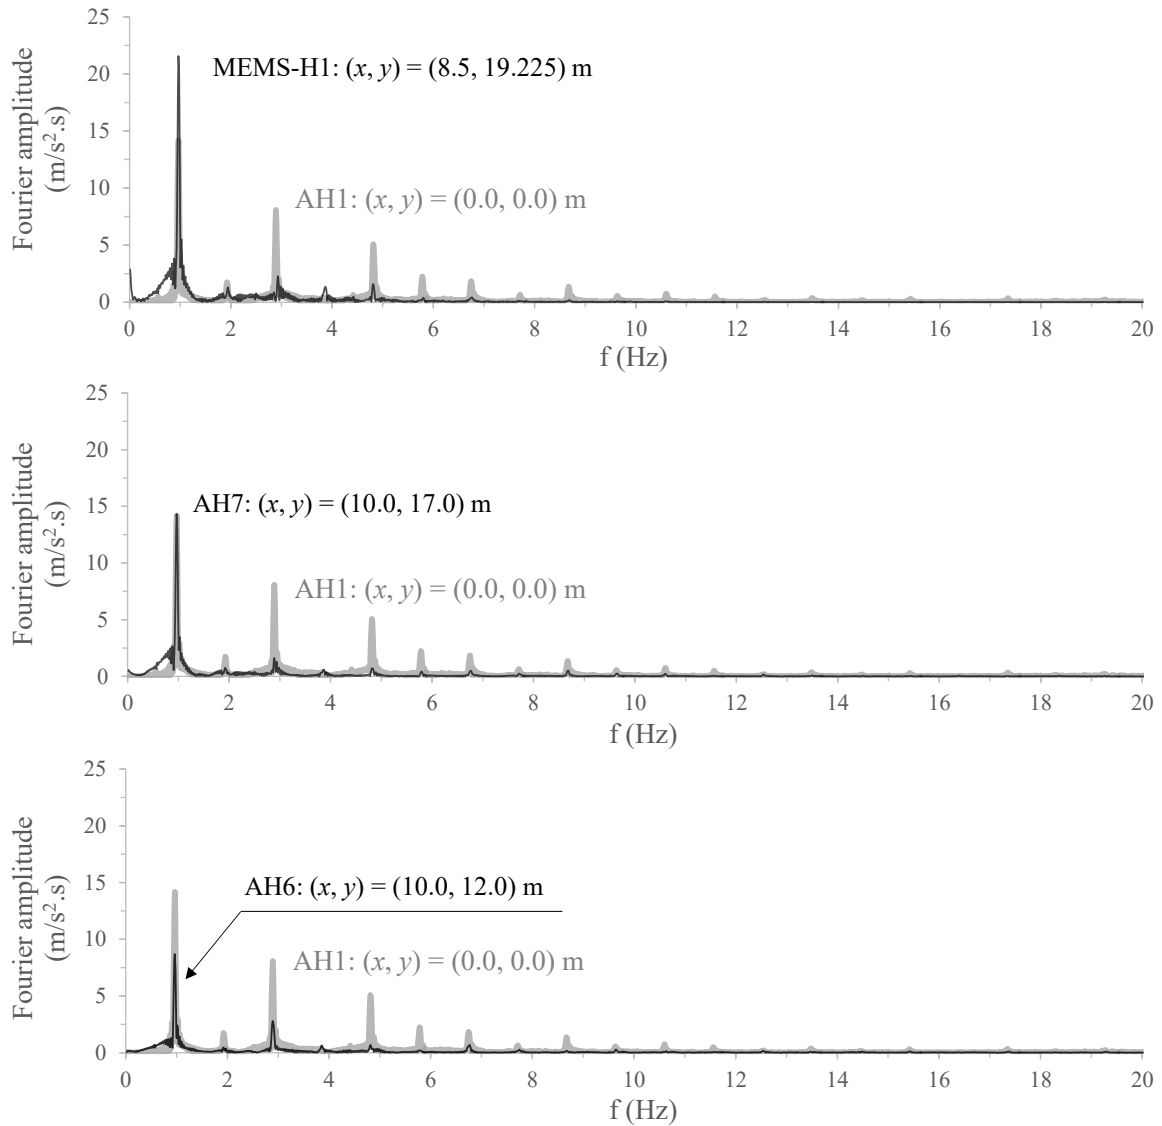 Fourier amplitude
(m/s².s)
25
20
15
10
5
0
MEMS-H1: (x, y) = (8.5, 19.225) m
AH1: (x, y) = (0.0, 0.0) m
0 2 4 6 8 10 12 14 16 18 20
f (Hz)
Fourier amplitude
(m/s².s)
25
20
15
10
5
0
AH7: (x, y) = (10.0, 17.0) m
AH1: (x, y) = (0.0, 0.0) m
0 2 4 6 8 10 12 14 16 18 20
f (Hz)
Fourier amplitude
(m/s².s)
25
20
15
10
5
0
AH6: (x, y) = (10.0, 12.0) m
AH1: (x, y) = (0.0, 0.0) m
0 2 4 6 8 10 12 14 16 18 20
f (Hz)